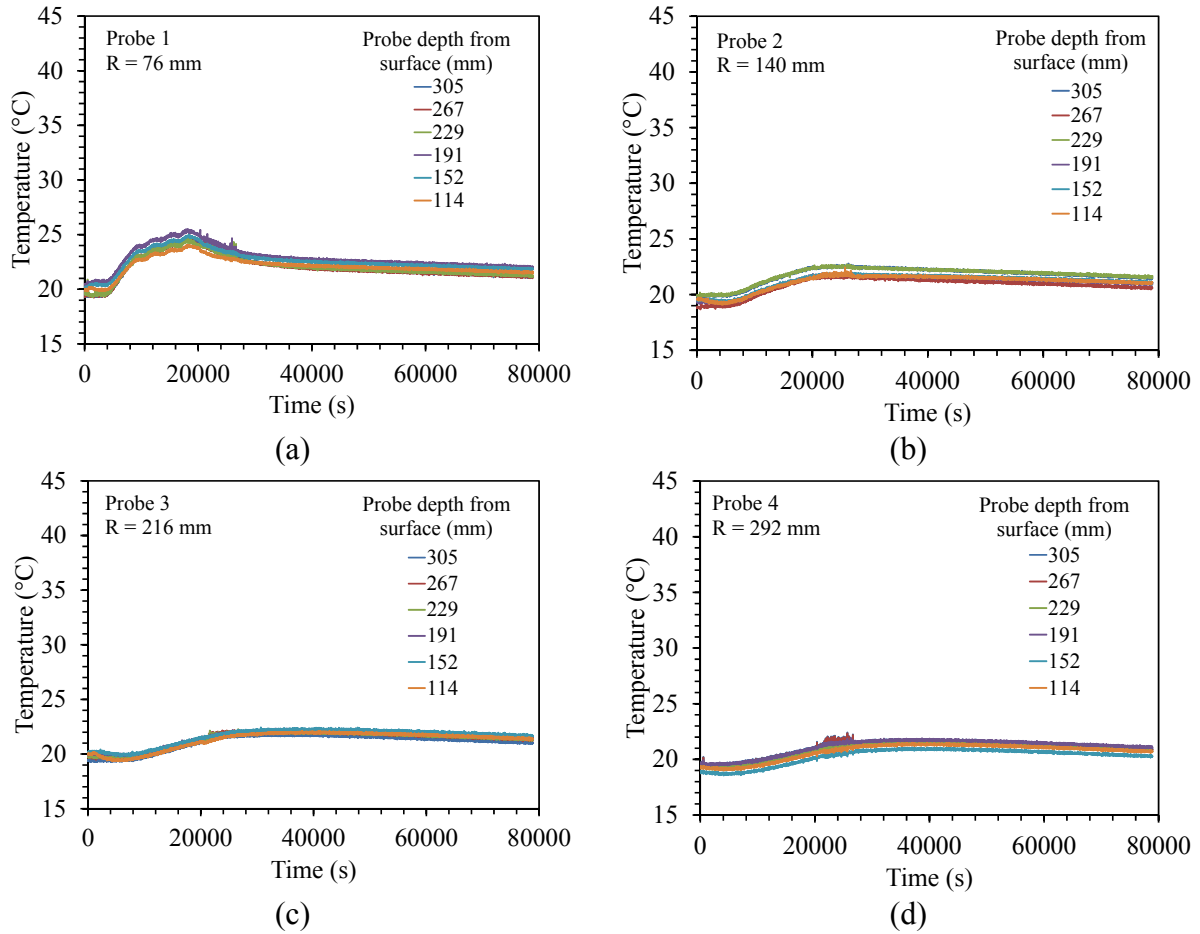 45
40
35
30
25
20
15
Temperature (°C)
Probe 1
R = 76 mm
Probe depth from
surface (mm)
305
267
229
191
152
114
0
20000
40000
60000
80000
Time (s)
(a)
45
40
35
30
25
20
15
Temperature (°C)
Probe 2
R = 140 mm
Probe depth from
surface (mm)
305
267
229
191
152
114
0
20000
40000
60000
80000
Time (s)
(b)
45
40
35
30
25
20
15
Temperature (°C)
Probe 3
R = 216 mm
Probe depth from
surface (mm)
305
267
229
191
152
114
0
20000
40000
60000
80000
Time (s)
(c)
45
40
35
30
25
20
15
Temperature (°C)
Probe 4
R = 292 mm
Probe depth from
surface (mm)
305
267
229
191
152
114
0
20000
40000
60000
80000
Time (s)
(d)